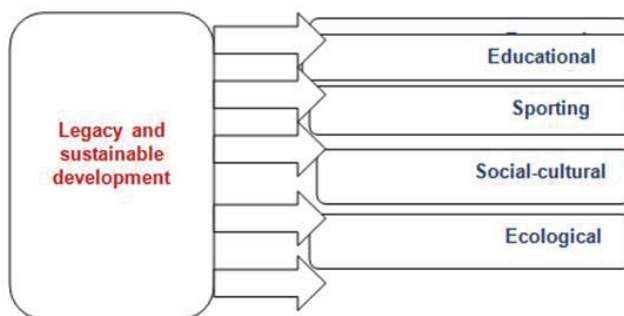 Legacy and
sustainable
development
Educational
Sporting
Social-cultural
Ecological